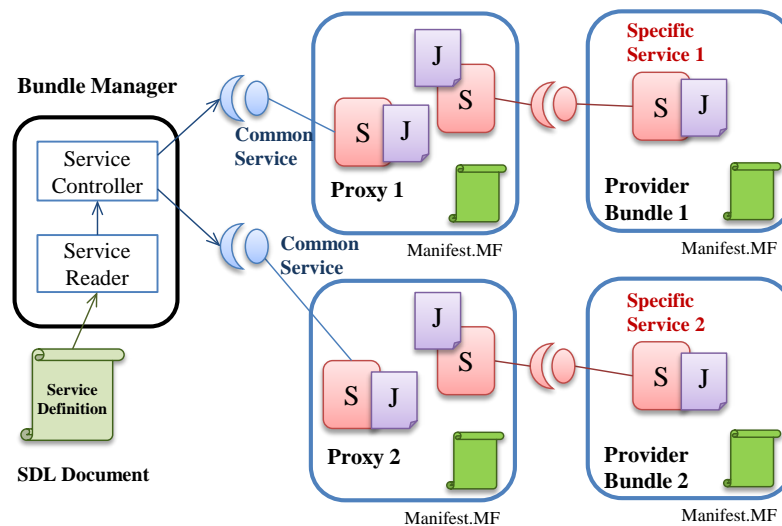 Bundle Manager
Service
Controller
Service
Reader
Service
Definition
SDL Document
Common
Service
Common
Service
J
S
S
J
Proxy 1
Manifest.MF
Specific
Service 1
S
J
Provider
Bundle 1
Manifest.MF
J
S
S
J
Proxy 2
Manifest.MF
Specific
Service 2
S
J
Provider
Bundle 2
Manifest.MF